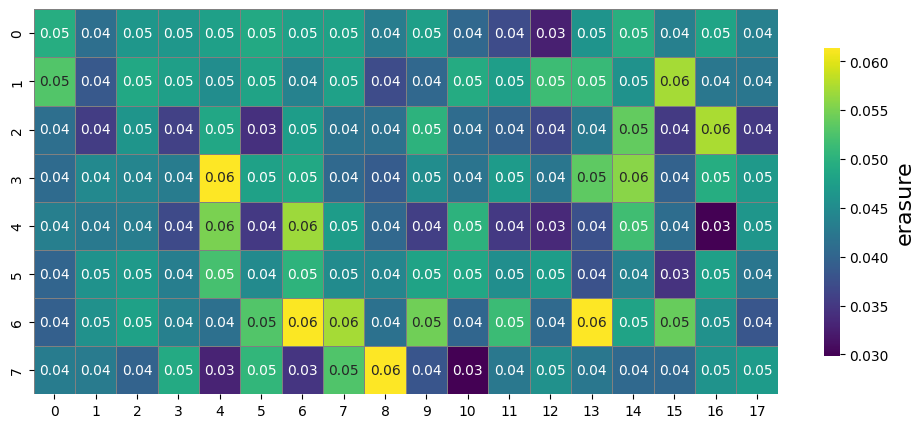 0 0.05 0.04 0.05 0.05 0.05 0.05 0.05 0.05 0.04 0.05 0.04 0.04 0.03 0.05 0.05 0.04 0.05 0.04
0.060
1 0.05 0.04 0.05 0.05 0.05 0.05 0.04 0.05 0.04 0.04 0.05 0.05 0.05 0.05 0.05 0.06 0.04 0.04
0.055
2 0.04 0.04 0.05 0.04 0.05 0.03 0.05 0.04 0.04 0.05 0.04 0.04 0.04 0.04 0.05 0.04 0.06 0.04
0.050
3 0.04 0.04 0.04 0.04 0.06 0.05 0.05 0.04 0.04 0.05 0.04 0.05 0.04 0.05 0.06 0.04 0.05 0.05
0.045
erasure
4 0.04 0.04 0.04 0.04 0.06 0.04 0.06 0.05 0.04 0.04 0.05 0.04 0.03 0.04 0.05 0.04 0.03 0.05
0.040
5 0.04 0.05 0.05 0.04 0.05 0.04 0.05 0.05 0.04 0.05 0.05 0.05 0.05 0.04 0.04 0.03 0.05 0.04
0.035
6 0.04 0.05 0.05 0.04 0.04 0.05 0.06 0.06 0.04 0.05 0.04 0.05 0.04 0.06 0.05 0.05 0.05 0.04
0.030
7 0.04 0.04 0.04 0.05 0.03 0.05 0.03 0.05 0.06 0.04 0.03 0.04 0.05 0.04 0.04 0.04 0.05 0.05
0 1 2 3 4 5 6 7 8 9 10 11 12 13 14 15 16 17